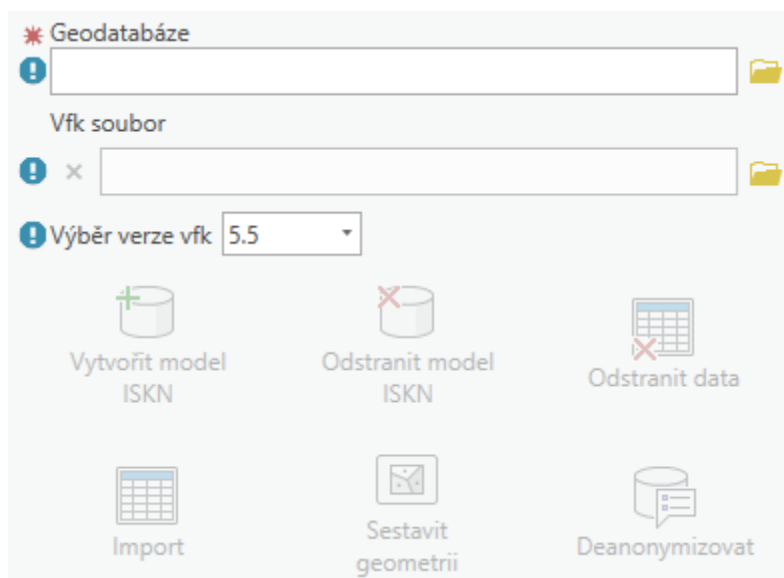 Geodatabáze
Vfk soubor
Výběr verze vfk 5.5
Vytvořit model
ISKN
Odstranit model
ISKN
Odstranit data
Import
Sestavit
geometrii
Deanonymizovat